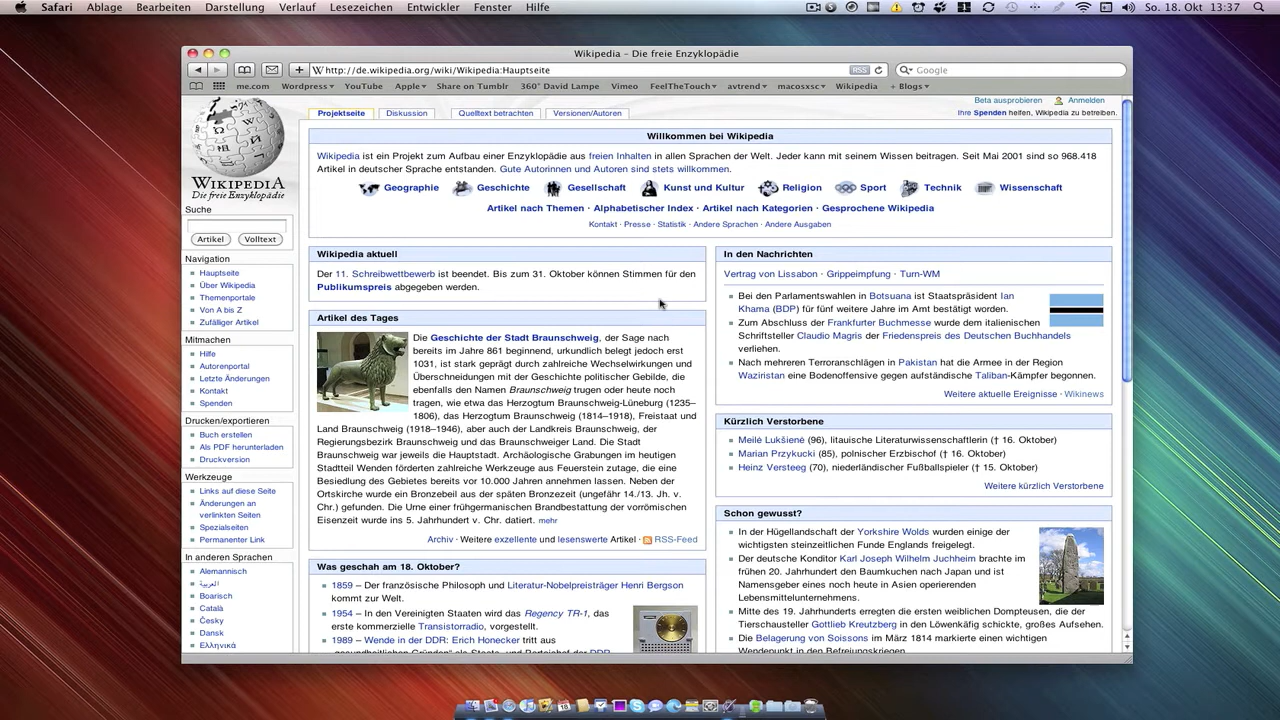 Safari Ablage Bearbeiten Darstellung Verlauf Lesezeichen Entwickler Fenster Hilfe
So. 18. Okt 13:37
Wikipedia – Die freie Enzyklopädie
http://de.wikipedia.org/wiki/Wikipedia:Hauptseite
RSS
Google
me.com Wordpress YouTube Apple Share on Tumblr 360° David Lampe Vimeo FeelTheTouch avtrend macosxsc Wikipedia + Blogs
Beta ausprobieren Anmelden
Projektseite Diskussion Quelltext betrachten Versionen/Autoren
Ihre Spenden helfen, Wikipedia zu betreiben.
WIKIPEDIA
Die freie Enzyklopädie
Suche
Artikel Volltext
Navigation
Hauptseite
Über Wikipedia
Themenportale
Von A bis Z
Zufälliger Artikel
Mitmachen
Hilfe
Autorenportal
Letzte Änderungen
Kontakt
Spenden
Drucken/exportieren
Buch erstellen
Als PDF herunterladen
Druckversion
Werkzeuge
Links auf diese Seite
Änderungen an
verlinkten Seiten
Spezialseiten
Permanenter Link
In anderen Sprachen
Alemannisch
العربية
Boarisch
Català
Česky
Dansk
Ελληνικά
Willkommen bei Wikipedia
Wikipedia ist ein Projekt zum Aufbau einer Enzyklopädie aus freien Inhalten in allen Sprachen der Welt. Jeder kann mit seinem Wissen beitragen. Seit Mai 2001 sind so 968.418
Artikel in deutscher Sprache entstanden. Gute Autorinnen und Autoren sind stets willkommen.
Geographie Geschichte Gesellschaft Kunst und Kultur Religion Sport Technik Wissenschaft
Artikel nach Themen · Alphabetischer Index · Artikel nach Kategorien · Gesprochene Wikipedia
Kontakt · Presse · Statistik · Andere Sprachen · Andere Ausgaben
Wikipedia aktuell
Der 11. Schreibwettbewerb ist beendet. Bis zum 31. Oktober können Stimmen für den
Publikumspreis abgegeben werden.
Artikel des Tages
Die Geschichte der Stadt Braunschweig, der Sage nach
bereits im Jahre 861 beginnend, urkundlich belegt jedoch erst
1031, ist stark geprägt durch zahlreiche Wechselwirkungen und
Überschneidungen mit der Geschichte politischer Gebilde, die
ebenfalls den Namen Braunschweig trugen oder heute noch
tragen, wie etwa das Herzogtum Braunschweig-Lüneburg (1235–
1806), das Herzogtum Braunschweig (1814–1918), Freistaat und
Land Braunschweig (1918–1946), aber auch der Landkreis Braunschweig, der
Regierungsbezirk Braunschweig und das Braunschweiger Land. Die Stadt
Braunschweig war jeweils die Hauptstadt. Archäologische Grabungen im heutigen
Stadtteil Wenden förderten zahlreiche Werkzeuge aus Feuerstein zutage, die eine
Besiedlung des Gebietes bereits vor 10.000 Jahren annehmen lassen. Neben der
Ortskirche wurde ein Bronzebeil aus der späten Bronzezeit (ungefähr 14./13. Jh. v.
Chr.) gefunden. Die Urne einer frühgermanischen Brandbestattung der vorrömischen
Eisenzeit wurde ins 5. Jahrhundert v. Chr. datiert. mehr
Archiv · Weitere exzellente und lesenswerte Artikel · RSS-Feed
Was geschah am 18. Oktober?
1859 – Der französische Philosoph und Literatur-Nobelpreisträger Henri Bergson
kommt zur Welt.
1954 – In den Vereinigten Staaten wird das Regency TR-1, das
erste kommerzielle Transistorradio, vorgestellt.
1989 – Wende in der DDR: Erich Honecker tritt aus
„gesundheitlichen Gründen“ als Staats- und Parteichef der DDR
In den Nachrichten
Vertrag von Lissabon · Grippeimpfung · Turn-WM
Bei den Parlamentswahlen in Botsuana ist Staatspräsident Ian
Khama (BDP) für fünf weitere Jahre im Amt bestätigt worden.
Zum Abschluss der Frankfurter Buchmesse wurde dem italienischen
Schriftsteller Claudio Magris der Friedenspreis des Deutschen Buchhandels
verliehen.
Nach mehreren Terroranschlägen in Pakistan hat die Armee in der Region
Waziristan eine Bodenoffensive gegen aufständische Taliban-Kämpfer begonnen.
Weitere aktuelle Ereignisse · Wikinews
Kürzlich Verstorbene
Meilė Lukšienė (96), litauische Literaturwissenschaftlerin († 16. Oktober)
Marian Przykucki (85), polnischer Erzbischof († 16. Oktober)
Heinz Versteeg (70), niederländischer Fußballspieler († 15. Oktober)
Weitere kürzlich Verstorbene
Schon gewusst?
In der Hügellandschaft der Yorkshire Wolds wurden einige der
wichtigsten steinzeitlichen Funde Englands freigelegt.
Der deutsche Konditor Karl Joseph Wilhelm Juchheim brachte im
frühen 20. Jahrhundert den Baumkuchen nach Japan und ist
Namensgeber eines noch heute in Asien operierenden
Lebensmittelunternehmens.
Mitte des 19. Jahrhunderts erregten die ersten weiblichen Dompteusen, die der
Tierschausteller Gottlieb Kreutzberg in den Löwenkäfig schickte, großes Aufsehen.
Die Belagerung von Soissons im März 1814 markierte einen wichtigen
Wendepunkt in den Befreiungskriegen.